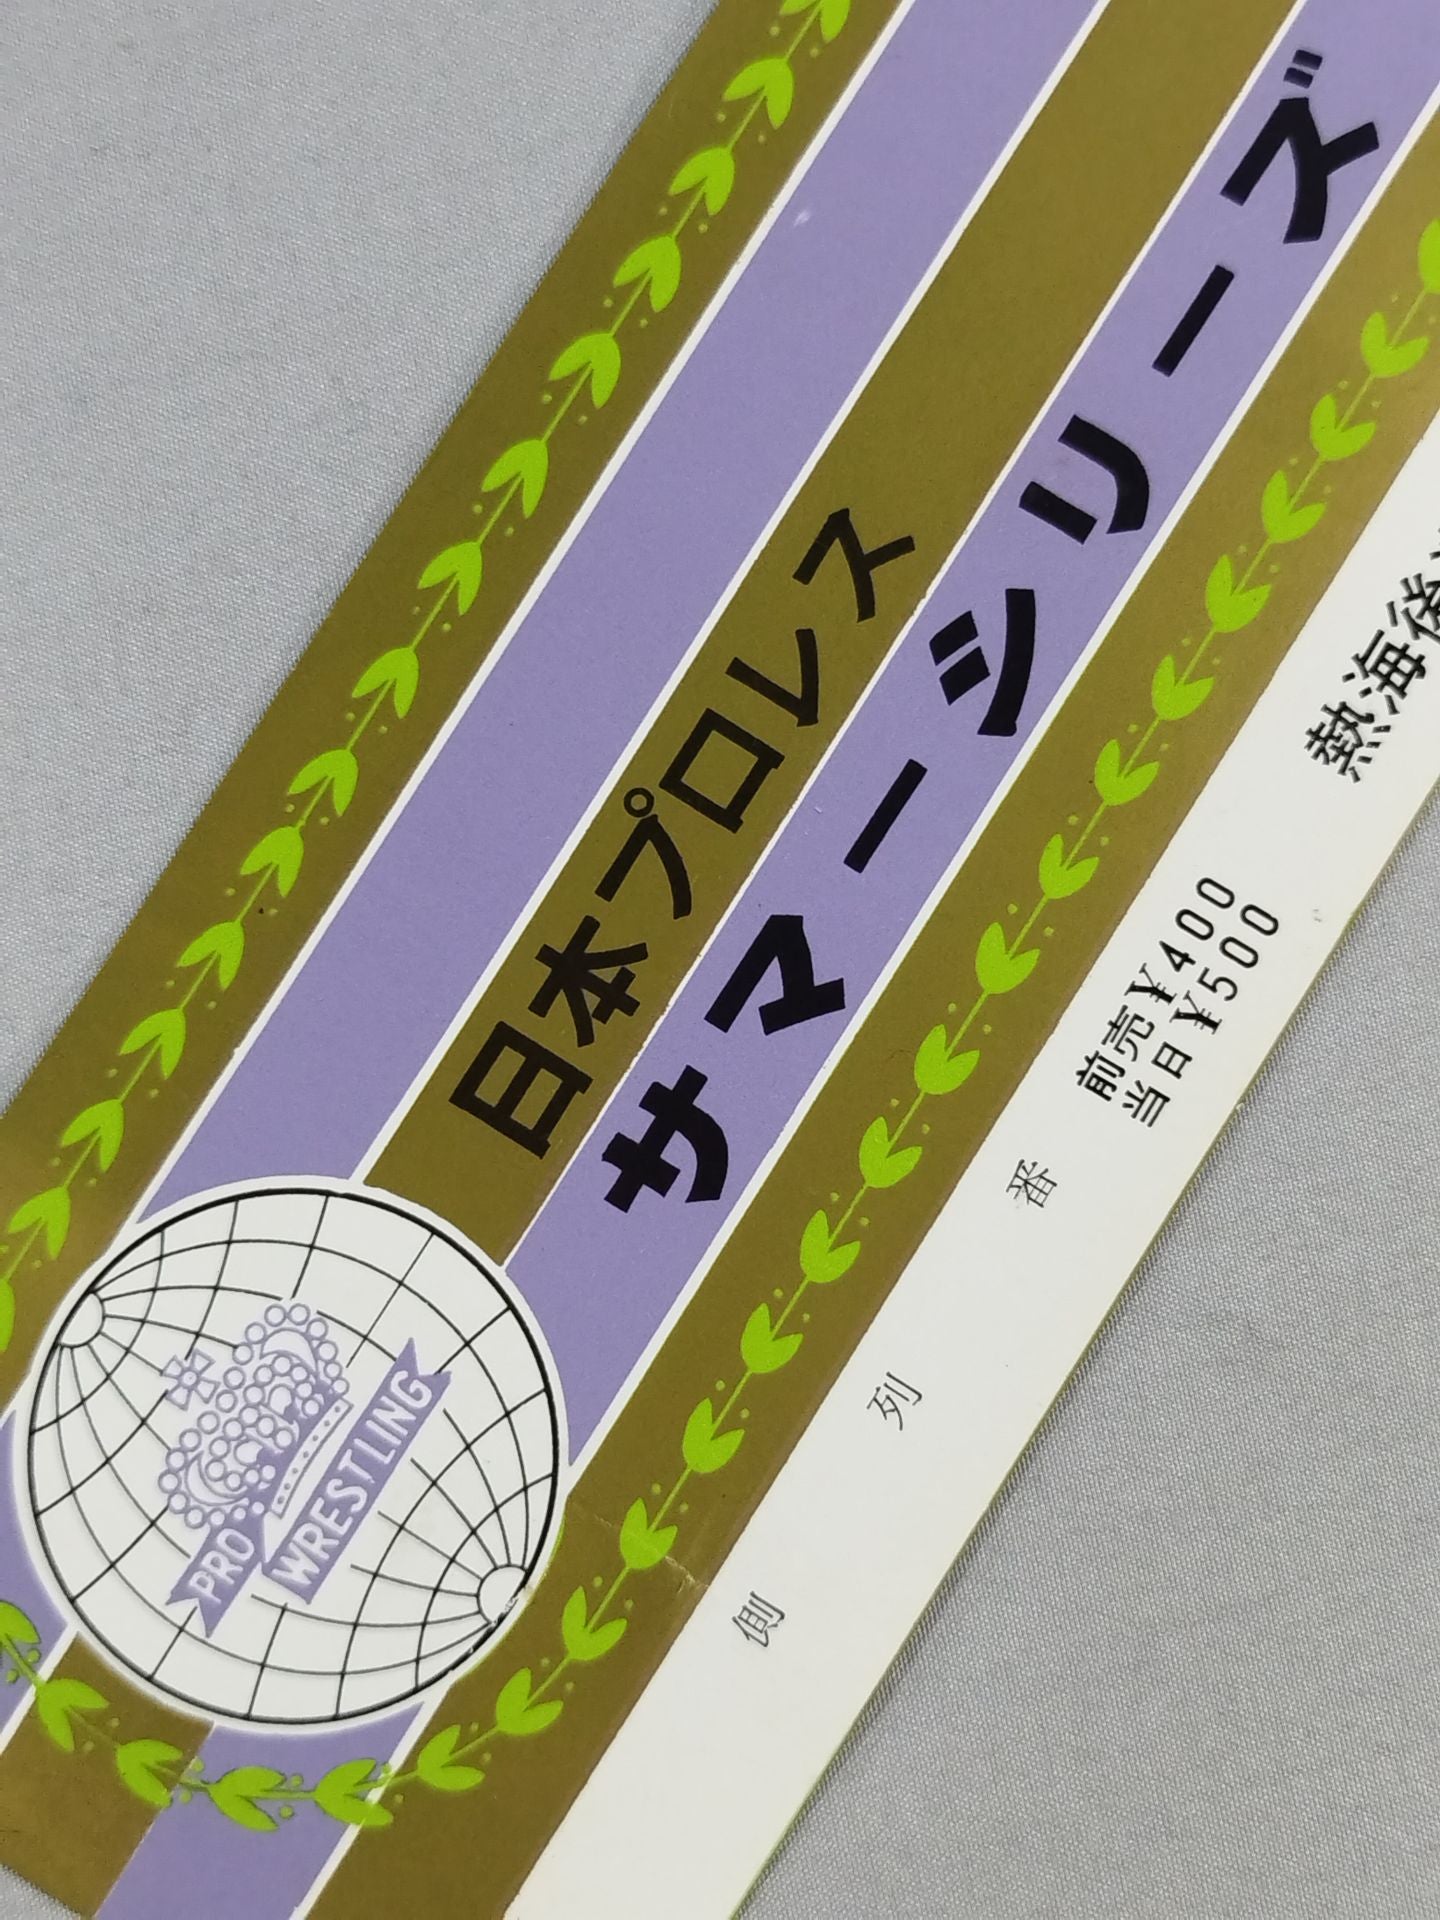 日本プロレス
サマーシリーズ
PRO WRESTLING
熱海後
前売¥400
当日¥500
側 列 番